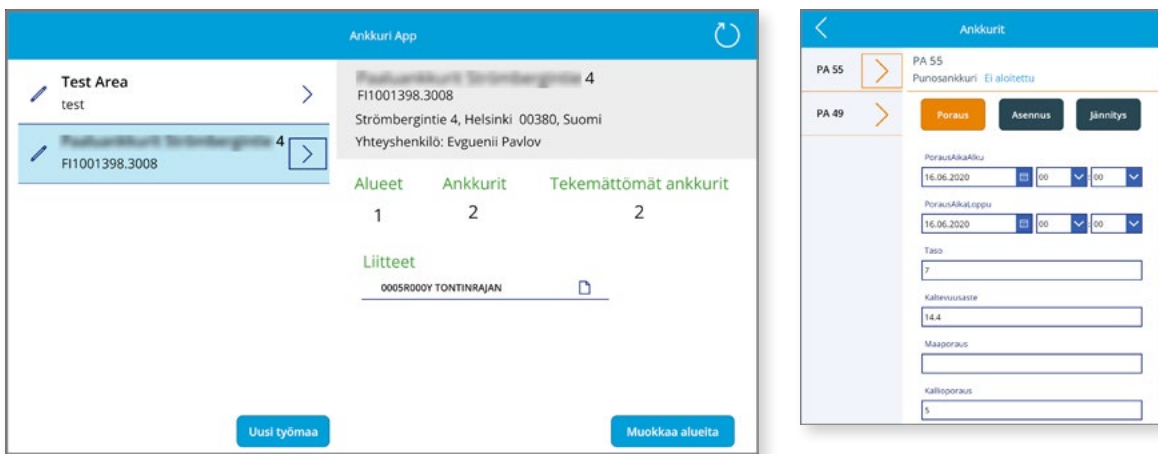 Ankkuri App
Test Area
test
4
FI1001398.3008
4
FI1001398.3008
Strömbergintie 4, Helsinki 00380, Suomi
Yhteyshenkilö: Evguenii Pavlov
Alueet Ankkurit Tekemättömät ankkurit
1 2 2
Liitteet
0005R000Y TONTINRAJAN
Uusi työmaa
Muokkaa alueita
Ankkurit
PA 55
PA 49
PA 55
Punosankkuri Ei aloitettu
Poraus Asennus Jännitys
PorausAikaAlku
16.06.2020 00 : 00
PorausAikaLoppu
16.06.2020 00 : 00
Taso
7
Kaltevuusaste
14.4
Maaporaus
Kallioporaus
5